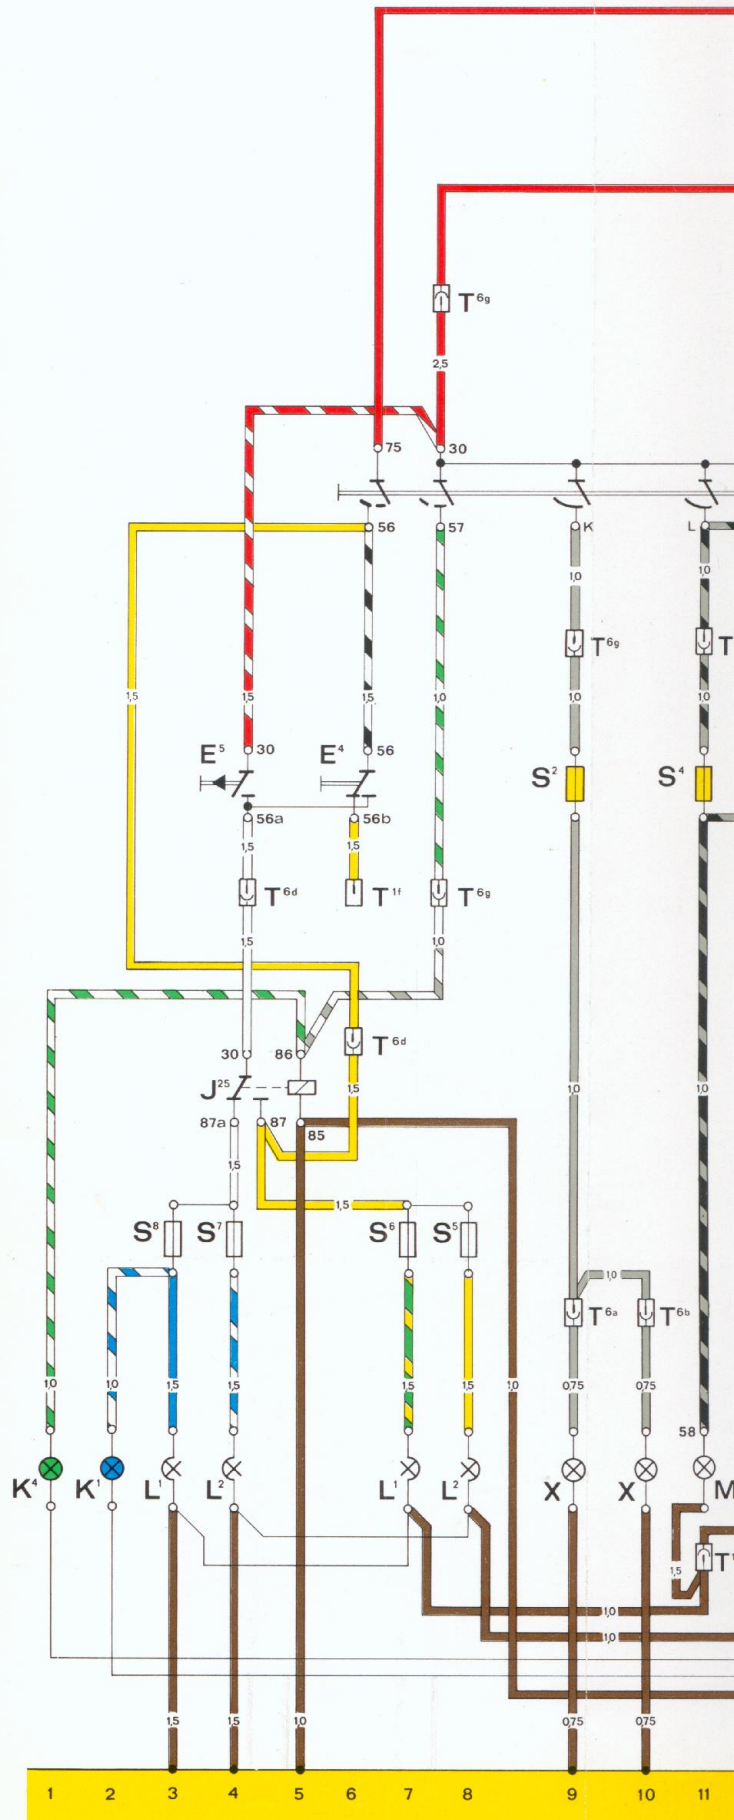 T⁶ᵍ
2,5
75 30
56 57 K L
1,0 1,0
T⁶ᵍ T
1,5 1,5 1,5 1,0 1,0 1,0
E⁵ 30 E⁴ 56
S² S⁴
56a 56b
1,5 1,5
T⁶ᵈ T¹ᶠ T⁶ᵍ
1,5 1,0
T⁶ᵈ
30 86
J²⁵ 1,5 1,0 1,0
87a 87 85
1,5
1,5
S⁸ S⁷ S⁶ S⁵
1,0
T⁶ᵃ T⁶ᵇ
1,0 1,0 1,5 1,5 1,5 1,5 1,0 0,75 0,75
58
K⁴ K¹ L¹ L² L¹ L² X X M
T¹
1,5
1,0
1,0
1,5 1,5 1,0 0,75 0,75
1 2 3 4 5 6 7 8 9 10 11